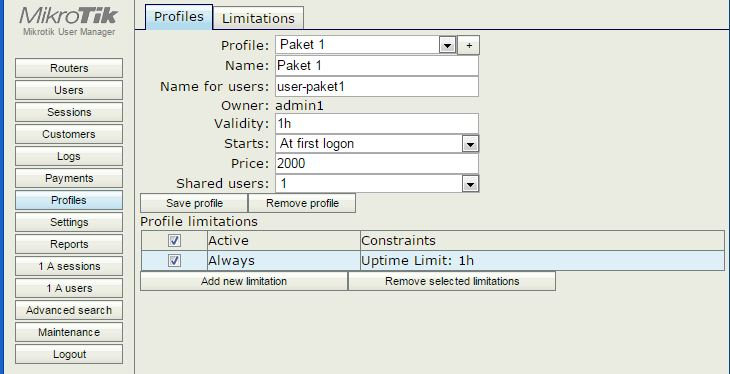 MikroTik
Mikrotik User Manager
Routers
Users
Sessions
Customers
Logs
Payments
Profiles
Settings
Reports
1 A sessions
1 A users
Advanced search
Maintenance
Logout
Profiles Limitations
Profile: Paket 1 +
Name: Paket 1
Name for users: user-paket1
Owner: admin1
Validity: 1h
Starts: At first logon
Price: 2000
Shared users: 1
Save profile Remove profile
Profile limitations
Active Constraints
Always Uptime Limit: 1h
Add new limitation Remove selected limitations